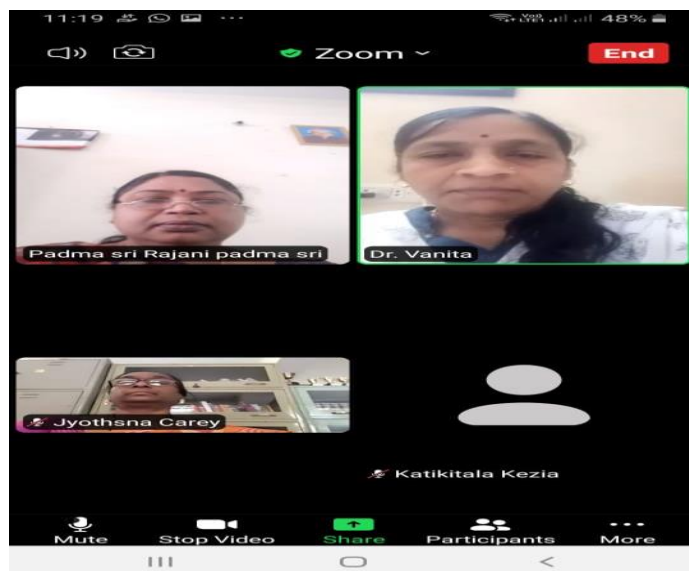 11:19 ... 48%
Zoom End
Padma sri Rajani padma sri Dr. Vanita
Jyothsna Carey
Katikitala Kezia
Mute Stop Video Share Participants More